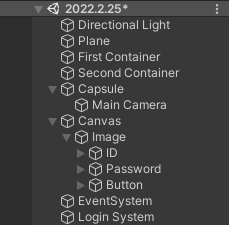 2022.2.25*
Directional Light
Plane
First Container
Second Container
Capsule
Main Camera
Canvas
Image
ID
Password
Button
EventSystem
Login System